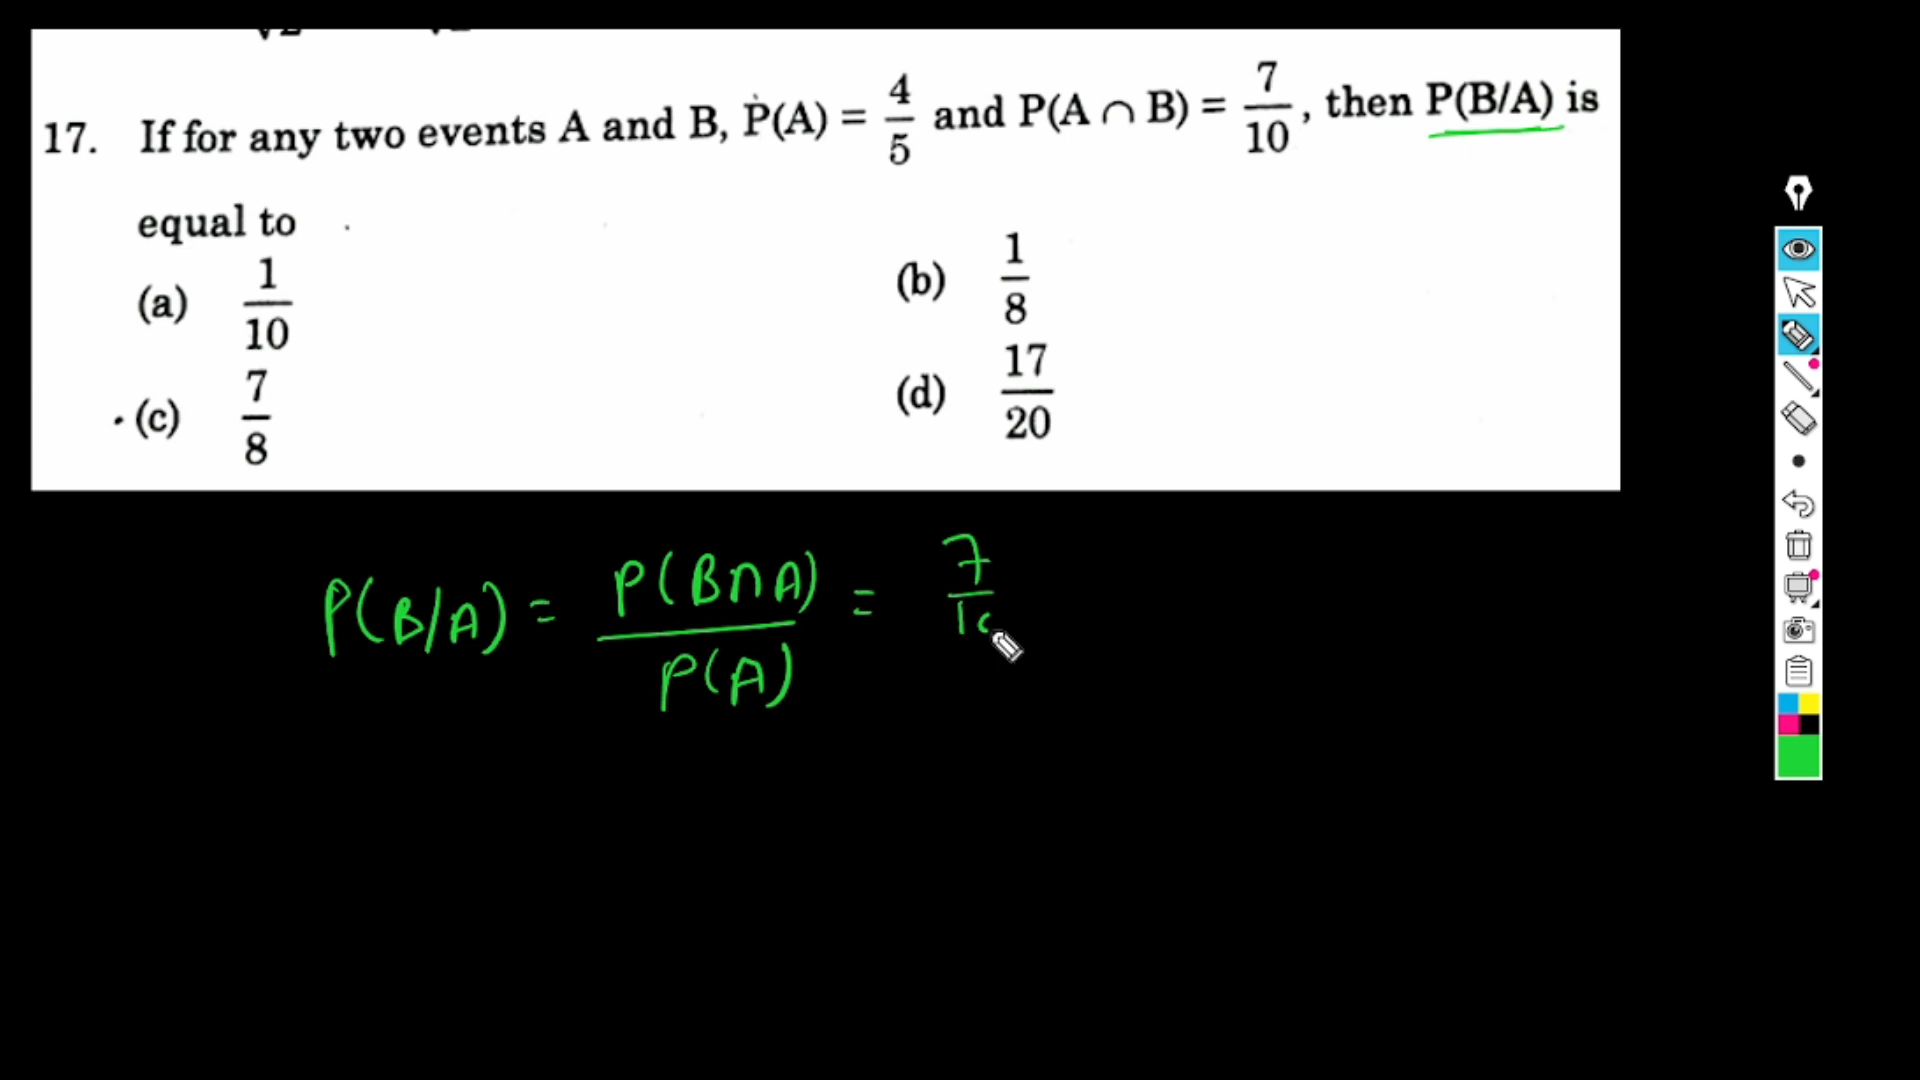 17. If for any two events A and B, P(A) = 4/5 and P(A ∩ B) = 7/10, then P(B/A) is
equal to
(a) 1/10
(b) 1/8
(c) 7/8
(d) 17/20
P(B/A) = P(B∩A)/P(A) = 7/10